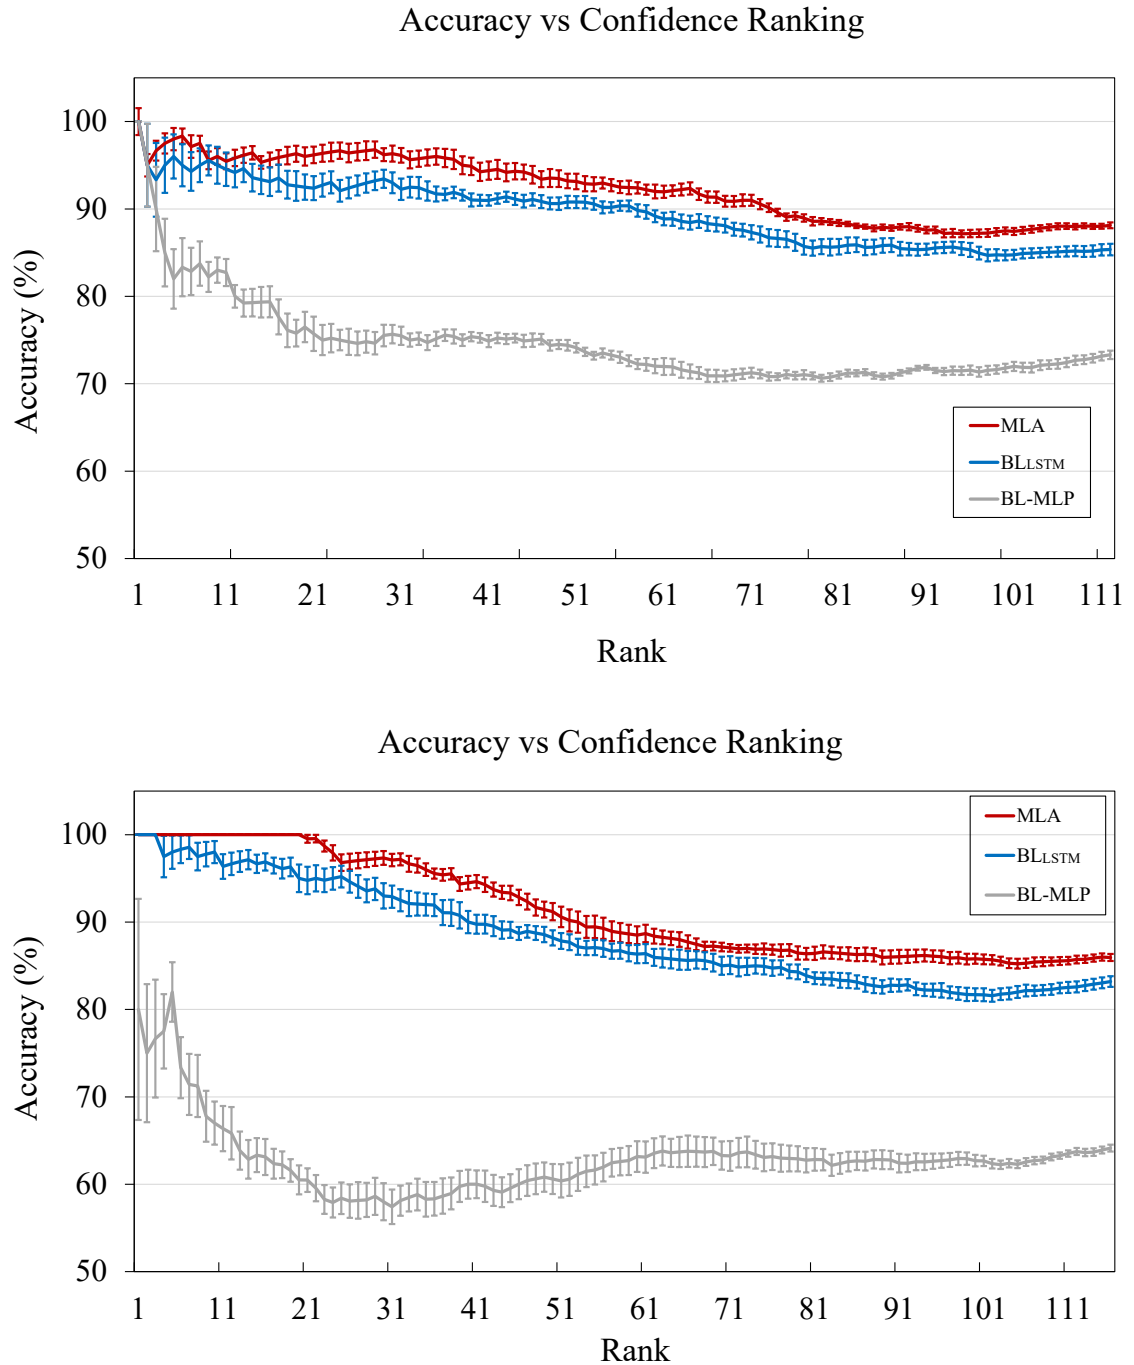 Accuracy vs Confidence Ranking
Accuracy (%)
100
90
80
70
60
50
MLA
BLLSTM
BL-MLP
1 11 21 31 41 51 61 71 81 91 101 111
Rank
Accuracy vs Confidence Ranking
Accuracy (%)
100
90
80
70
60
50
MLA
BLLSTM
BL-MLP
1 11 21 31 41 51 61 71 81 91 101 111
Rank